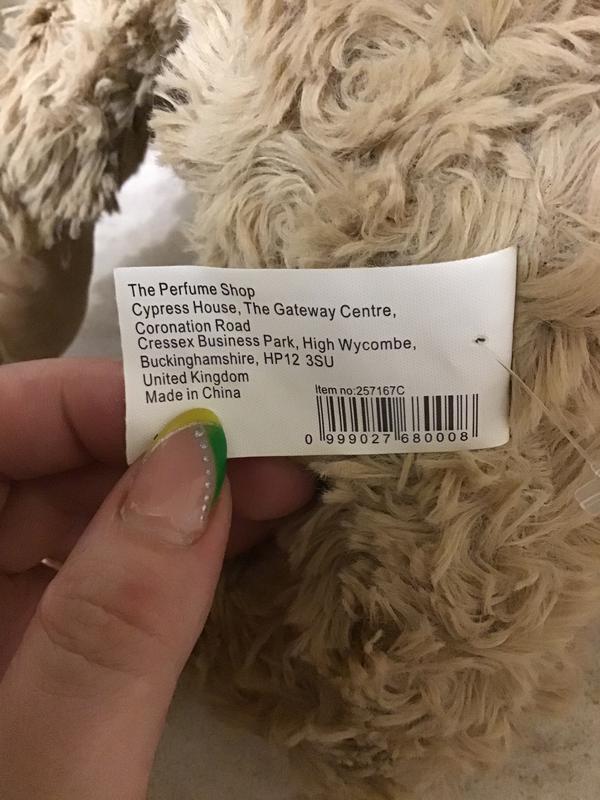 The Perfume Shop
Cypress House, The Gateway Centre,
Coronation Road
Cressex Business Park, High Wycombe,
Buckinghamshire, HP12 3SU
United Kingdom
Made in China
Item no:257167C
0 999027 680008